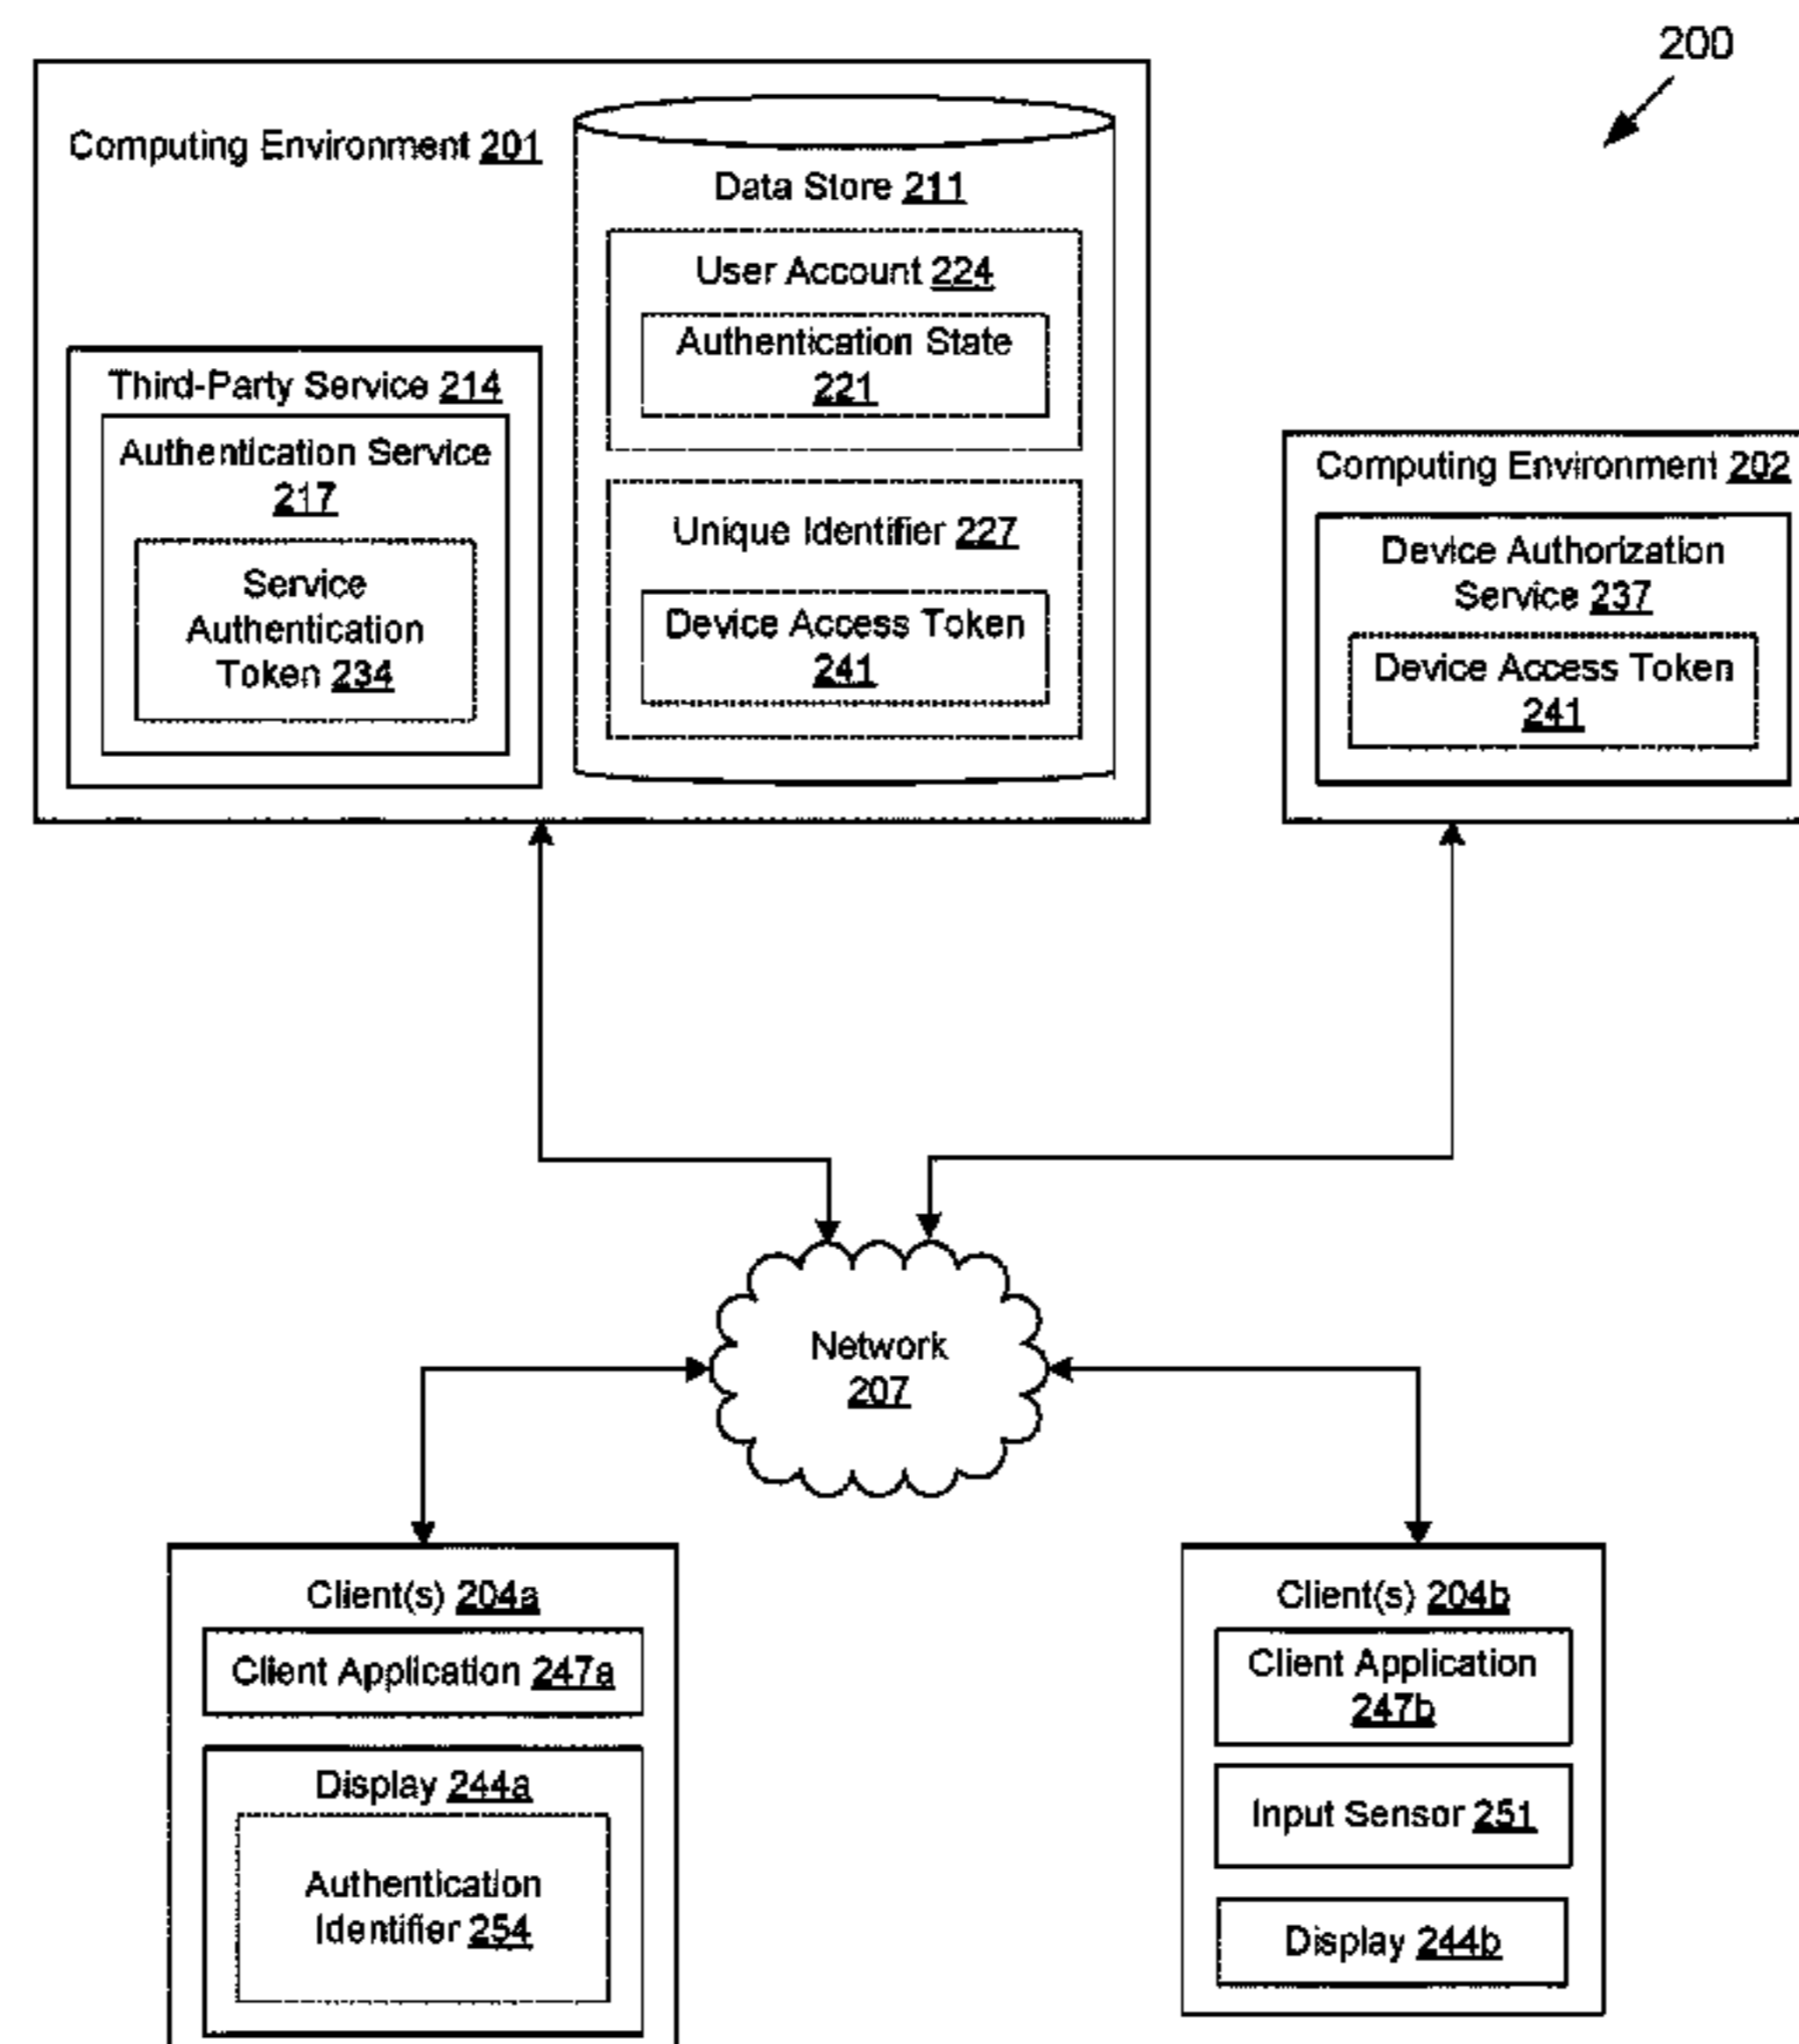 200
Computing Environment 201
Data Store 211
User Account 224
Authentication State
221
Third-Party Service 214
Authentication Service
217
Service
Authentication
Token 234
Unique Identifier 227
Device Access Token
241
Computing Environment 202
Device Authorization
Service 237
Device Access Token
241
Network
207
Client(s) 204a
Client Application 247a
Display 244a
Authentication
Identifier 254
Client(s) 204b
Client Application
247b
Input Sensor 251
Display 244b